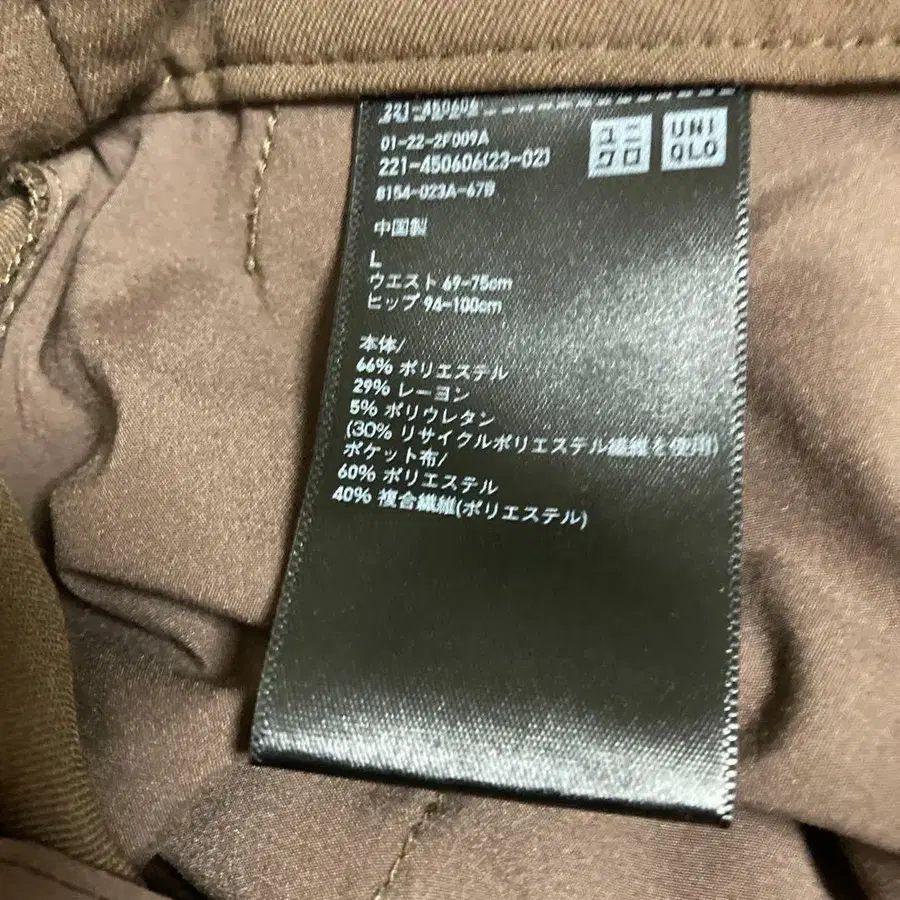 221-450606
01-22-2F009A
221-450606(23-02)
8154-023A-67B
ユニ
クロ
UNI
QLO
中国製
L
ウエスト 69-75cm
ヒップ 94-100cm
本体/
66% ポリエステル
29% レーヨン
5% ポリウレタン
(30% リサイクルポリエステル繊維を使用)
ポケット布/
60% ポリエステル
40% 複合繊維(ポリエステル)